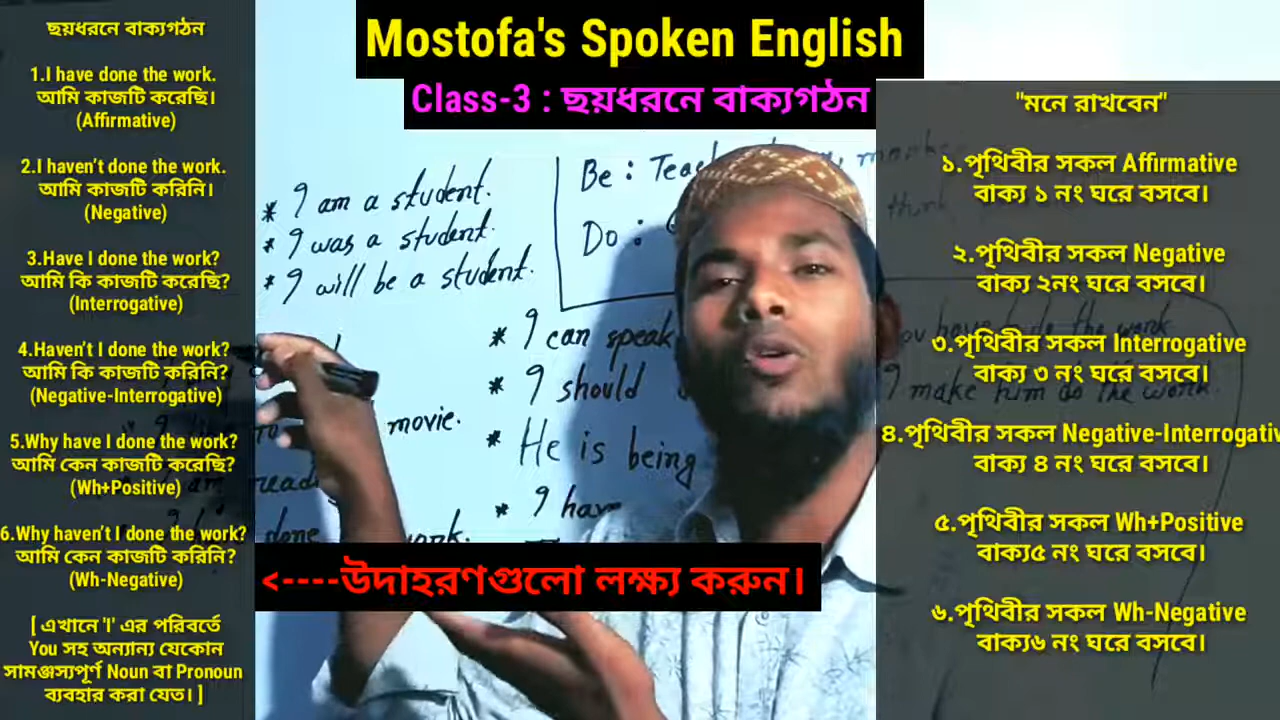 Mostofa's Spoken English
Class-3 : ছয়ধরনে বাক্যগঠন
ছয়ধরনে বাক্যগঠন
1.I have done the work.
আমি কাজটি করেছি।
(Affirmative)
2.I haven't done the work.
আমি কাজটি করিনি।
(Negative)
3.Have I done the work?
আমি কি কাজটি করেছি?
(Interrogative)
4.Haven't I done the work?
আমি কি কাজটি করিনি?
(Negative-Interrogative)
5.Why have I done the work?
আমি কেন কাজটি করেছি?
(Wh+Positive)
6.Why haven't I done the work?
আমি কেন কাজটি করিনি?
(Wh-Negative)
[ এখানে 'I' এর পরিবর্তে
You সহ অন্যান্য যেকোন
সামঞ্জস্যপূর্ণ Noun বা Pronoun
ব্যবহার করা যেত। ]
* I am a student.
* I was a student.
* I will be a student.
Be :
Do :
* I can speak
* I should
* He is being
* I have
movie.
done
work.
<----উদাহরণগুলো লক্ষ্য করুন।
"মনে রাখবেন"
১.পৃথিবীর সকল Affirmative
বাক্য ১ নং ঘরে বসবে।
২.পৃথিবীর সকল Negative
বাক্য ২নং ঘরে বসবে।
৩.পৃথিবীর সকল Interrogative
বাক্য ৩ নং ঘরে বসবে।
৪.পৃথিবীর সকল Negative-Interrogativ
বাক্য ৪ নং ঘরে বসবে।
৫.পৃথিবীর সকল Wh+Positive
বাক্য৫ নং ঘরে বসবে।
৬.পৃথিবীর সকল Wh-Negative
বাক্য৬ নং ঘরে বসবে।
make him do the work.